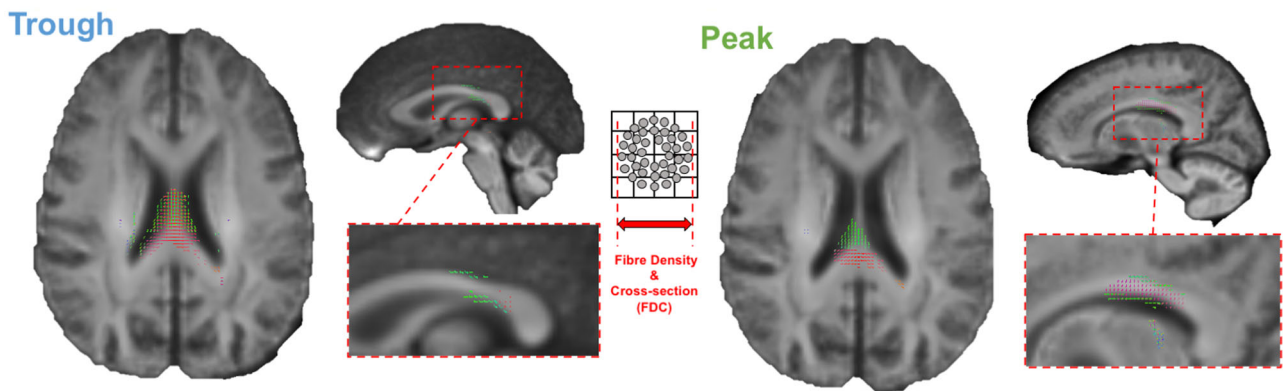 Trough
Peak
Fibre Density
&
Cross-section
(FDC)